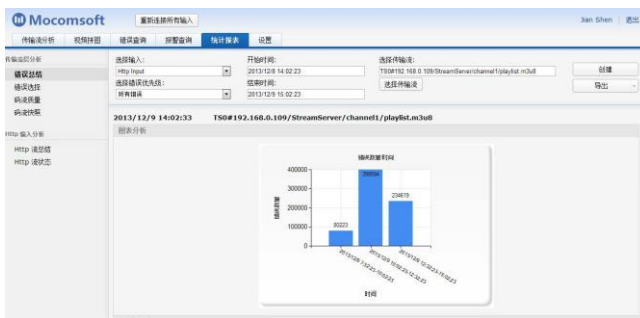 Mocomsoft
重新连接所有输入
Jian Shen
退出
传输流分析 视频拼图 错误查询 报警查询 统计报表 设置
传输流层分析
错误总结
错误选择
码流质量
码流快照
Http 输入分析
Http 流总结
Http 流状态
选择输入:
Http Input
选择错误优先级:
所有错误
开始时间:
2013/12/9 14:02:23
结束时间:
2013/12/9 15:02:23
选择传输流:
TS0#192.168.0.109/StreamServer/channel1/playlist.m3u8
选择传输流
创建
导出
2013/12/9 14:02:33 TS0#192.168.0.109/StreamServer/channel1/playlist.m3u8
图表分析
错误数量时间
错误数量
400000
300000
200000
100000
0
80223
234619
时间